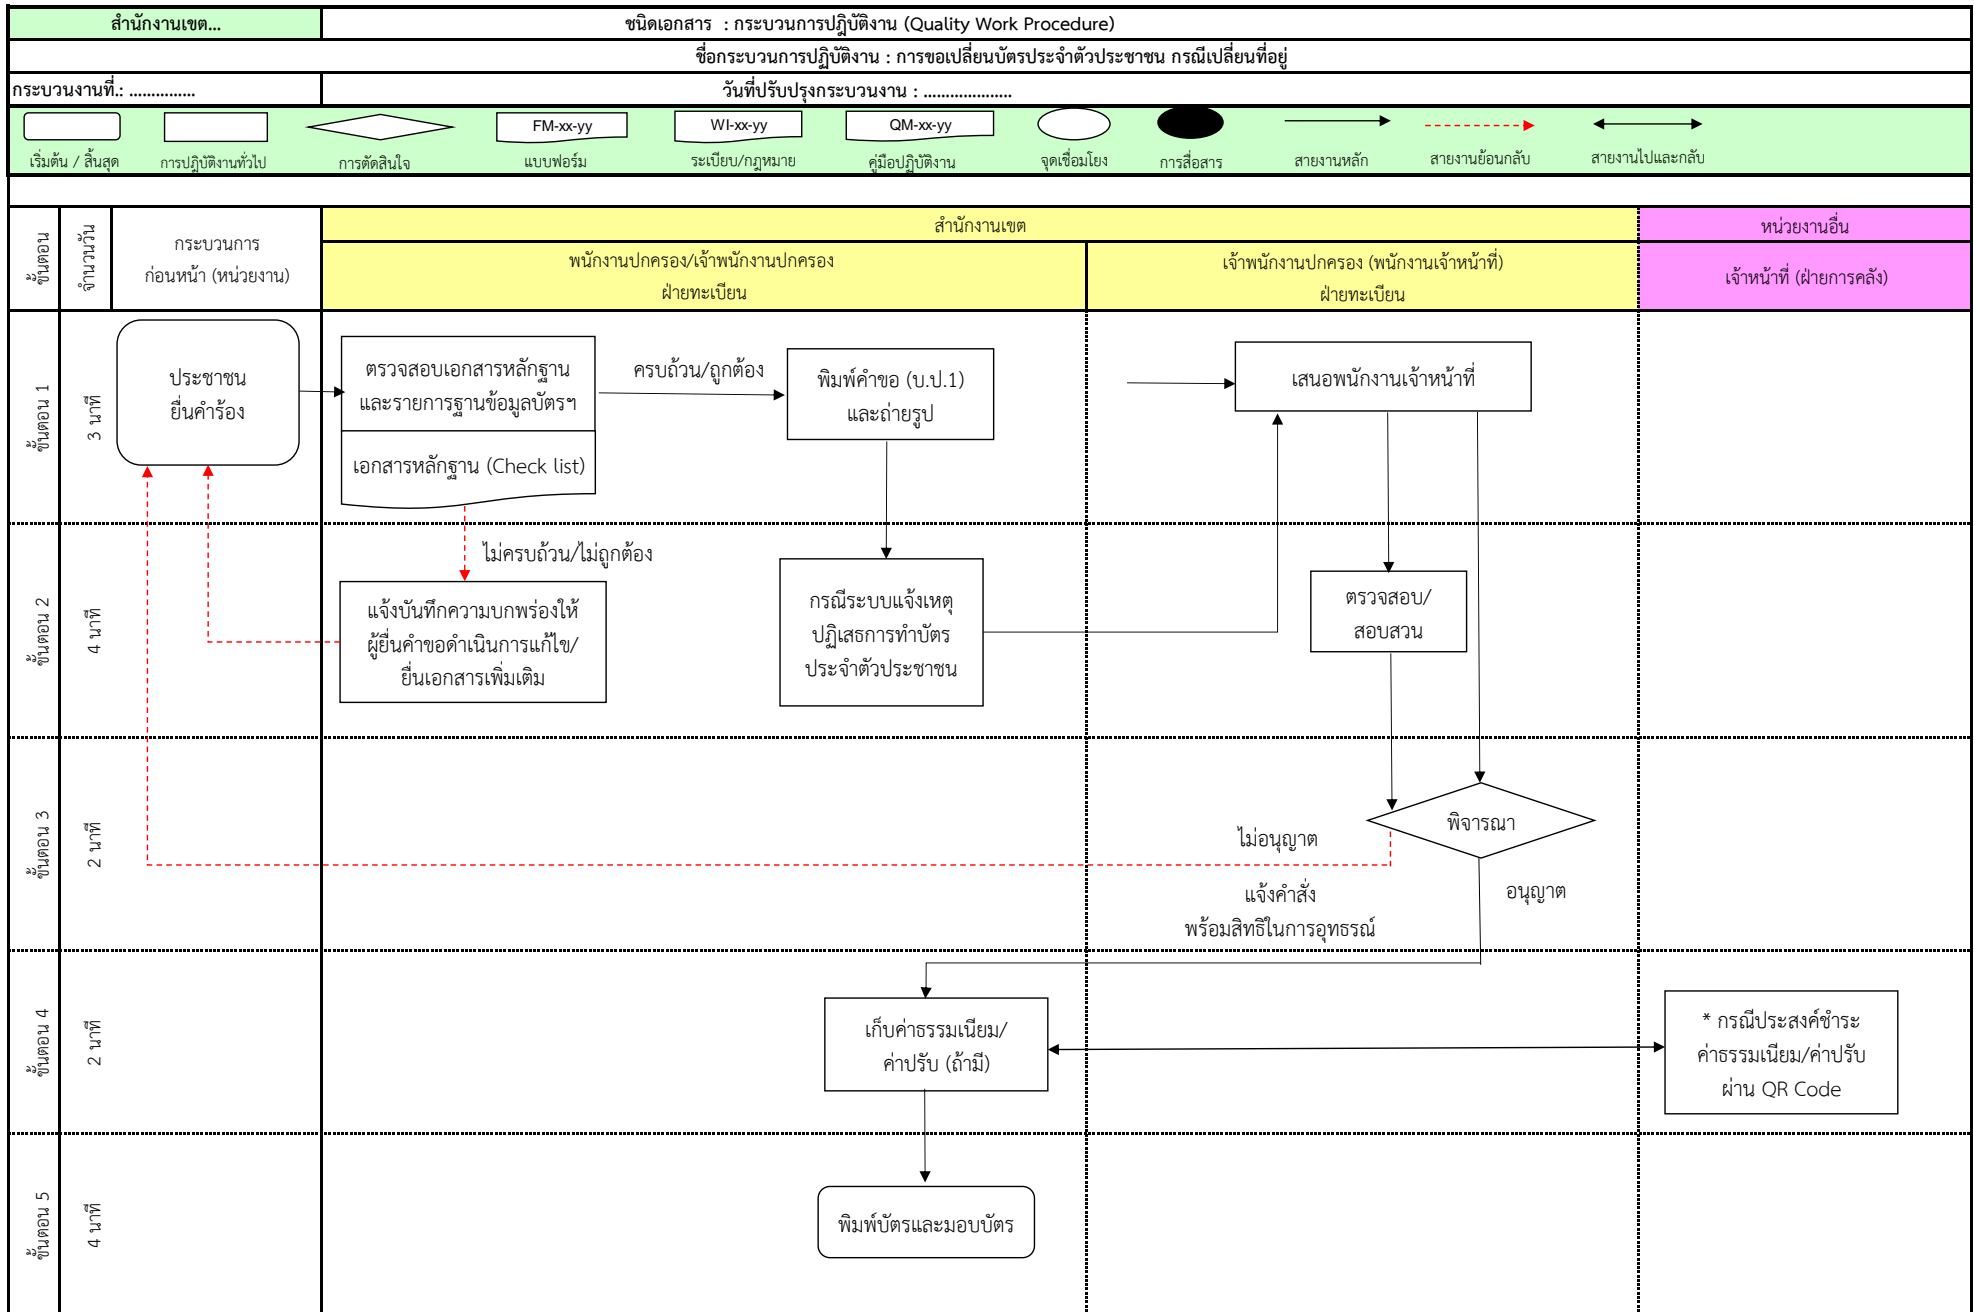 สำนักงานเขต...
ชนิดเอกสาร : กระบวนการปฏิบัติงาน (Quality Work Procedure)
ชื่อกระบวนการปฏิบัติงาน : การขอเปลี่ยนบัตรประจำตัวประชาชน กรณีเปลี่ยนที่อยู่
กระบวนงานที่.: ...............
วันที่ปรับปรุงกระบวนงาน : ....................
FM-xx-yy
WI-xx-yy
QM-xx-yy
เริ่มต้น / สิ้นสุด
การปฏิบัติงานทั่วไป
การตัดสินใจ
แบบฟอร์ม
ระเบียบ/กฎหมาย
คู่มือปฏิบัติงาน
จุดเชื่อมโยง
การสื่อสาร
สายงานหลัก
สายงานย้อนกลับ
สายงานไปและกลับ
ขั้นตอน
จำนวนวัน
กระบวนการ
ก่อนหน้า (หน่วยงาน)
สำนักงานเขต
หน่วยงานอื่น
พนักงานปกครอง/เจ้าพนักงานปกครอง
ฝ่ายทะเบียน
เจ้าพนักงานปกครอง (พนักงานเจ้าหน้าที่)
ฝ่ายทะเบียน
เจ้าหน้าที่ (ฝ่ายการคลัง)
ขั้นตอน 1
3 นาที
ประชาชน
ยื่นคำร้อง
ตรวจสอบเอกสารหลักฐาน
และรายการฐานข้อมูลบัตรฯ
เอกสารหลักฐาน (Check list)
ครบถ้วน/ถูกต้อง
พิมพ์คำขอ (บ.ป.1)
และถ่ายรูป
เสนอพนักงานเจ้าหน้าที่
ขั้นตอน 2
4 นาที
ไม่ครบถ้วน/ไม่ถูกต้อง
แจ้งบันทึกความบกพร่องให้
ผู้ยื่นคำขอดำเนินการแก้ไข/
ยื่นเอกสารเพิ่มเติม
กรณีระบบแจ้งเหตุ
ปฏิเสธการทำบัตร
ประจำตัวประชาชน
ตรวจสอบ/
สอบสวน
ขั้นตอน 3
2 นาที
พิจารณา
ไม่อนุญาต
แจ้งคำสั่ง
พร้อมสิทธิในการอุทธรณ์
อนุญาต
ขั้นตอน 4
2 นาที
เก็บค่าธรรมเนียม/
ค่าปรับ (ถ้ามี)
* กรณีประสงค์ชำระ
ค่าธรรมเนียม/ค่าปรับ
ผ่าน QR Code
ขั้นตอน 5
4 นาที
พิมพ์บัตรและมอบบัตร